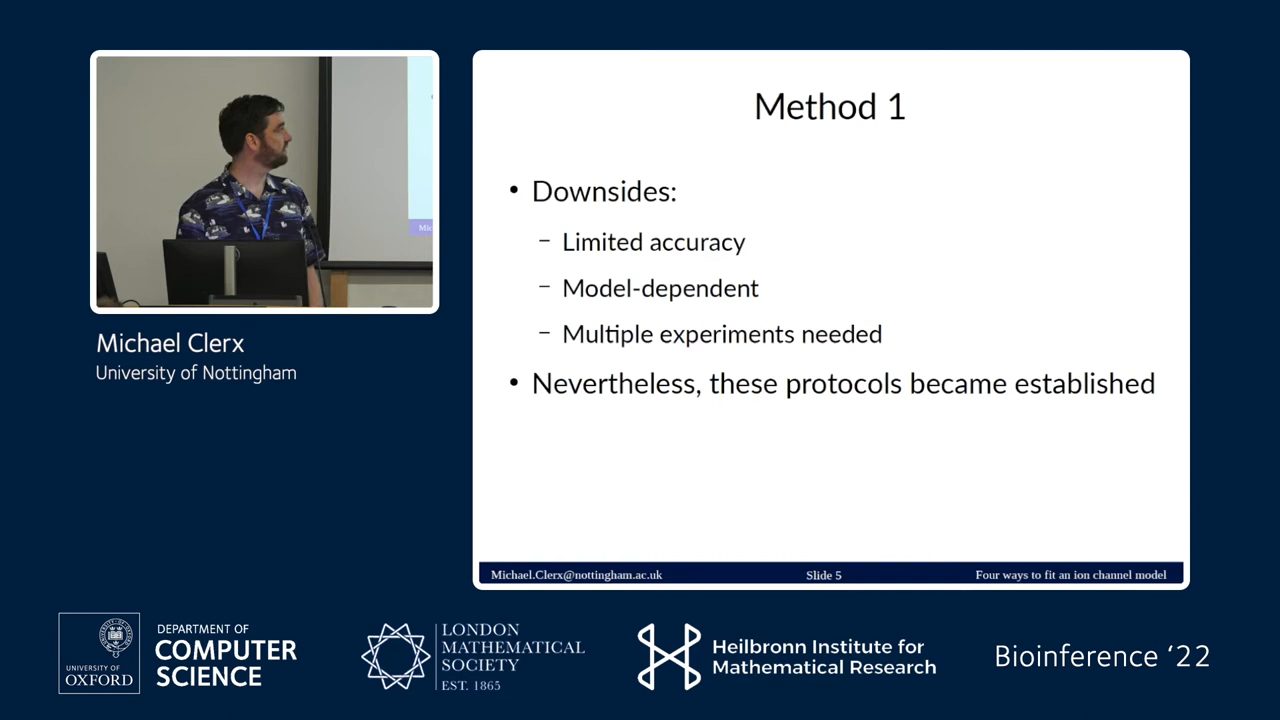 Mic
Michael Clerx
University of Nottingham
Method 1
• Downsides:
– Limited accuracy
– Model-dependent
– Multiple experiments needed
• Nevertheless, these protocols became established
Michael.Clerx@nottingham.ac.uk
Slide 5
Four ways to fit an ion channel model
UNIVERSITY OF
OXFORD
DEPARTMENT OF
COMPUTER
SCIENCE
LONDON
MATHEMATICAL
SOCIETY
EST. 1865
Heilbronn Institute for
Mathematical Research
Bioinference ‘22